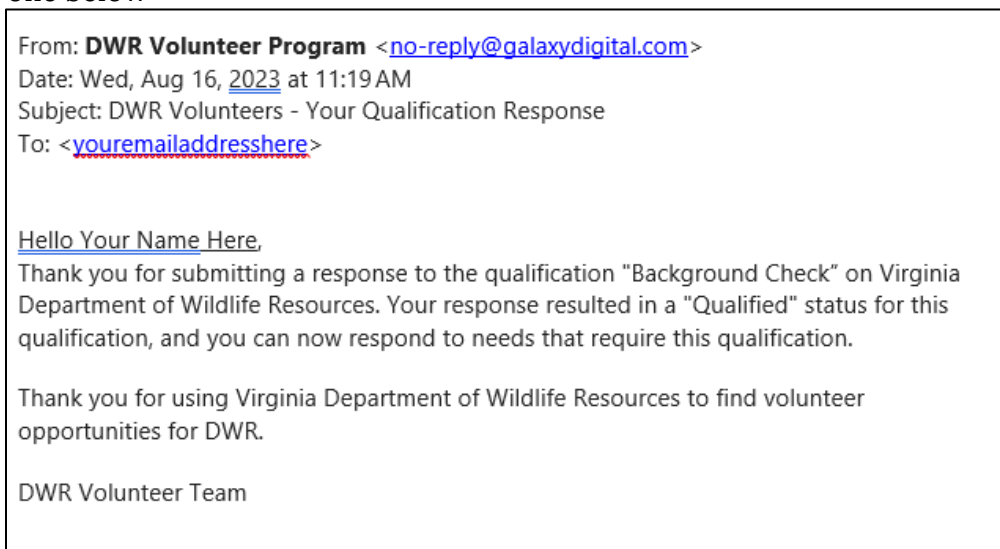 From: DWR Volunteer Program <no-reply@galaxydigital.com>
Date: Wed, Aug 16, 2023 at 11:19 AM
Subject: DWR Volunteers - Your Qualification Response
To: <youremailaddresshere>
Hello Your Name Here,
Thank you for submitting a response to the qualification "Background Check” on Virginia
Department of Wildlife Resources. Your response resulted in a "Qualified" status for this
qualification, and you can now respond to needs that require this qualification.
Thank you for using Virginia Department of Wildlife Resources to find volunteer
opportunities for DWR.
DWR Volunteer Team